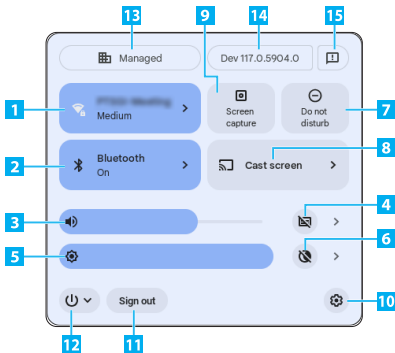 13
9
14
15
Managed
Dev 117.0.5904.0
1
Medium
Screen
capture
Do not
disturb
7
2
Bluetooth
On
Cast screen
8
3
4
5
6
Sign out
10
12
11